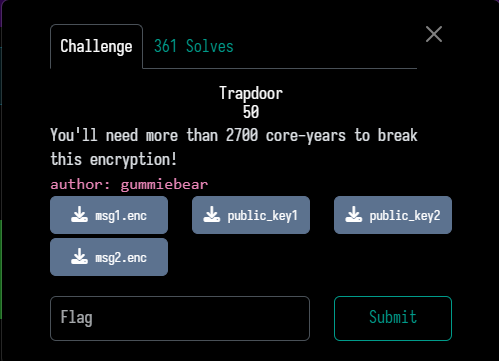 Challenge
361 Solves
Trapdoor
50
You'll need more than 2700 core-years to break
this encryption!
author: gummiebear
msg1.enc
public_key1
public_key2
msg2.enc
Flag
Submit